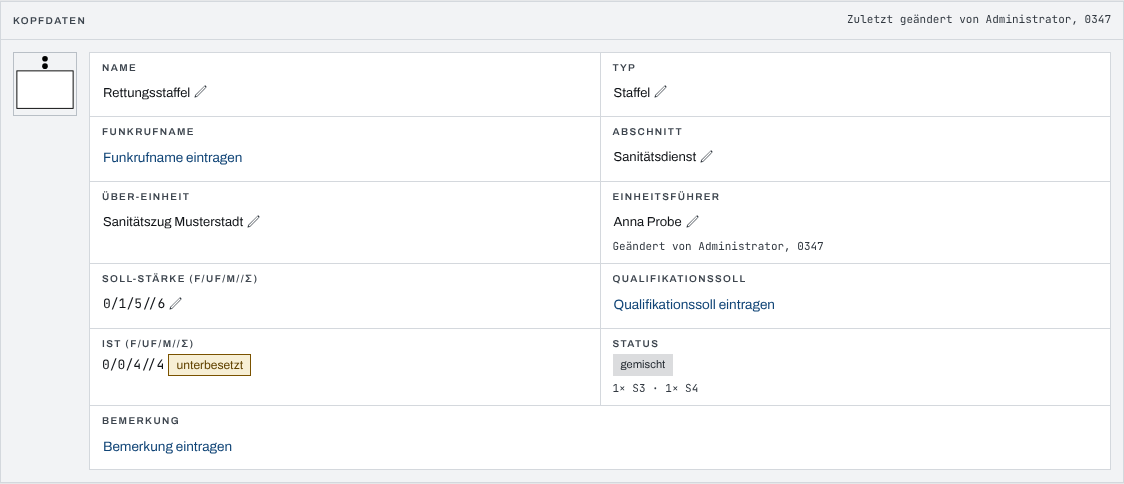 KOPFDATEN
Zuletzt geändert von Administrator, 0347
NAME
Rettungsstaffel
TYP
Staffel
FUNKRUFNAME
Funkrufname eintragen
ABSCHNITT
Sanitätsdienst
ÜBER-EINHEIT
Sanitätszug Musterstadt
EINHEITSFÜHRER
Anna Probe
Geändert von Administrator, 0347
SOLL-STÄRKE (F/UF/M//Σ)
0/1/5//6
QUALIFIKATIONSSOLL
Qualifikationssoll eintragen
IST (F/UF/M//Σ)
0/0/4//4 unterbesetzt
STATUS
gemischt
1× S3 · 1× S4
BEMERKUNG
Bemerkung eintragen